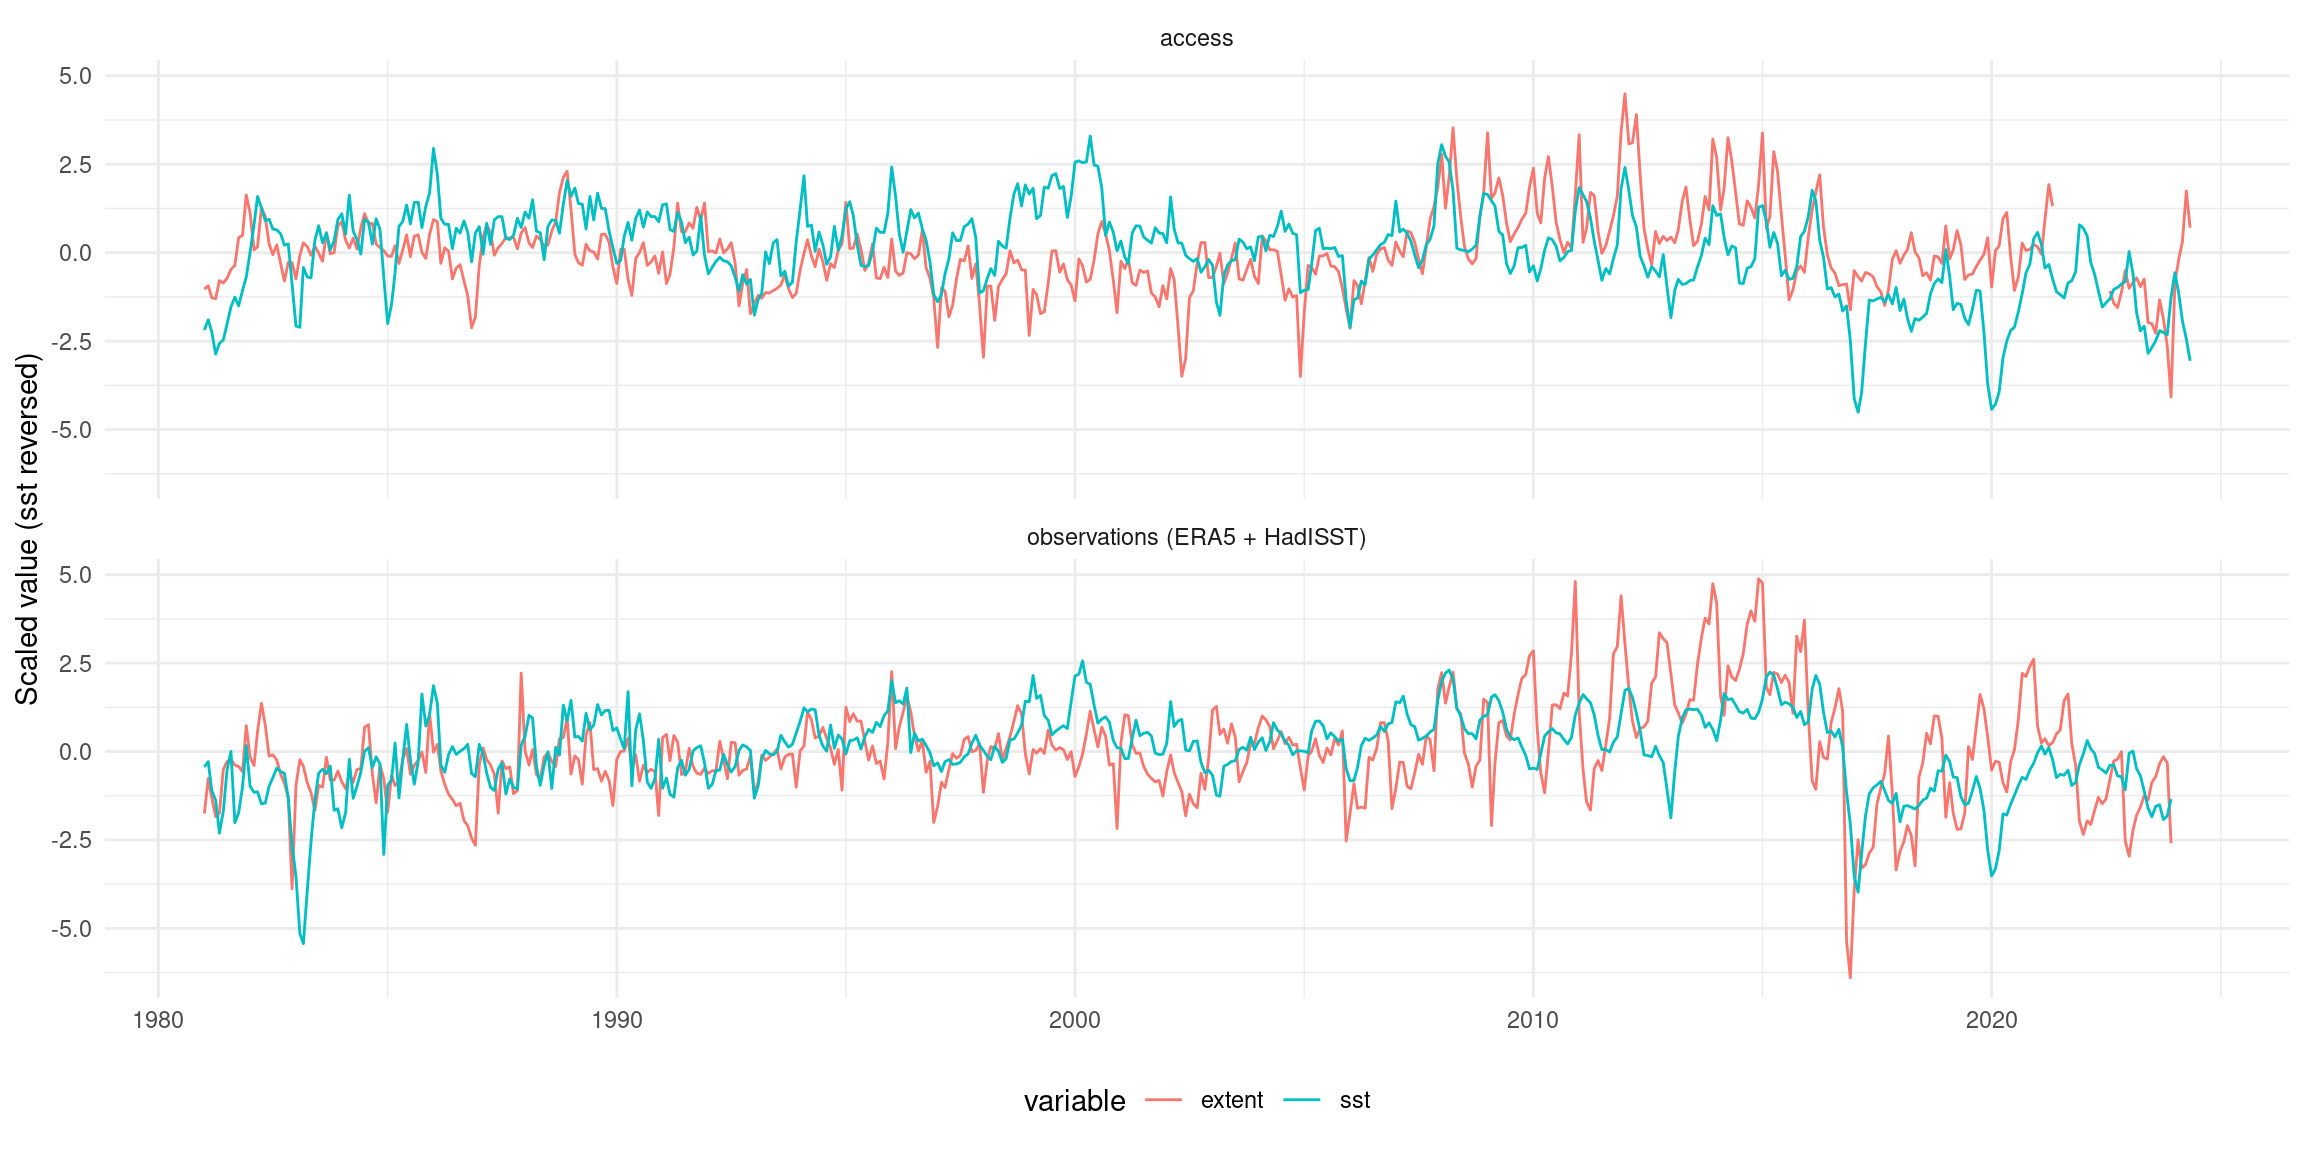 access
5.0
2.5
0.0
-2.5
-5.0
Scaled value (sst reversed)
observations (ERA5 + HadISST)
5.0
2.5
0.0
-2.5
-5.0
1980 1990 2000 2010 2020
variable extent sst